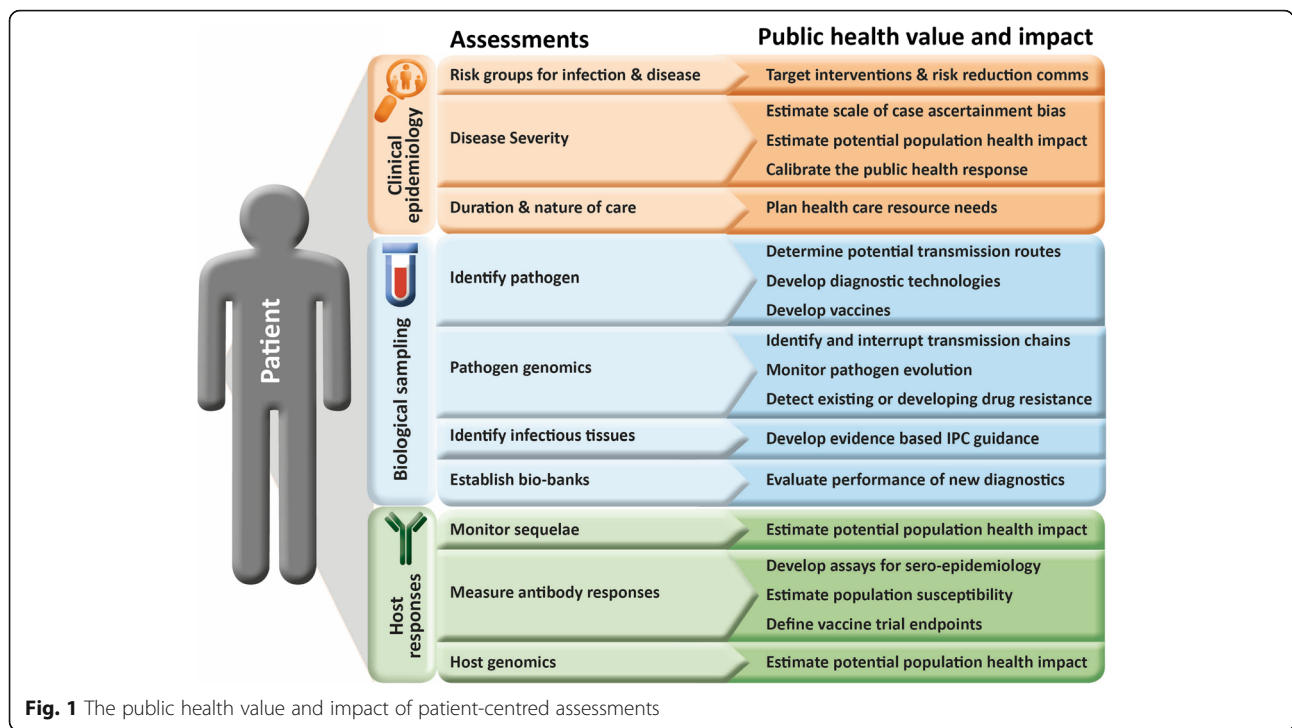 Assessments
Public health value and impact
Patient
Clinical
epidemiology
Risk groups for infection & disease
Target interventions & risk reduction comms
Disease Severity
Estimate scale of case ascertainment bias
Estimate potential population health impact
Calibrate the public health response
Duration & nature of care
Plan health care resource needs
Biological sampling
Identify pathogen
Determine potential transmission routes
Develop diagnostic technologies
Develop vaccines
Pathogen genomics
Identify and interrupt transmission chains
Monitor pathogen evolution
Detect existing or developing drug resistance
Identify infectious tissues
Develop evidence based IPC guidance
Establish bio-banks
Evaluate performance of new diagnostics
Host
responses
Monitor sequelae
Estimate potential population health impact
Measure antibody responses
Develop assays for sero-epidemiology
Estimate population susceptibility
Define vaccine trial endpoints
Host genomics
Estimate potential population health impact
Fig. 1 The public health value and impact of patient-centred assessments